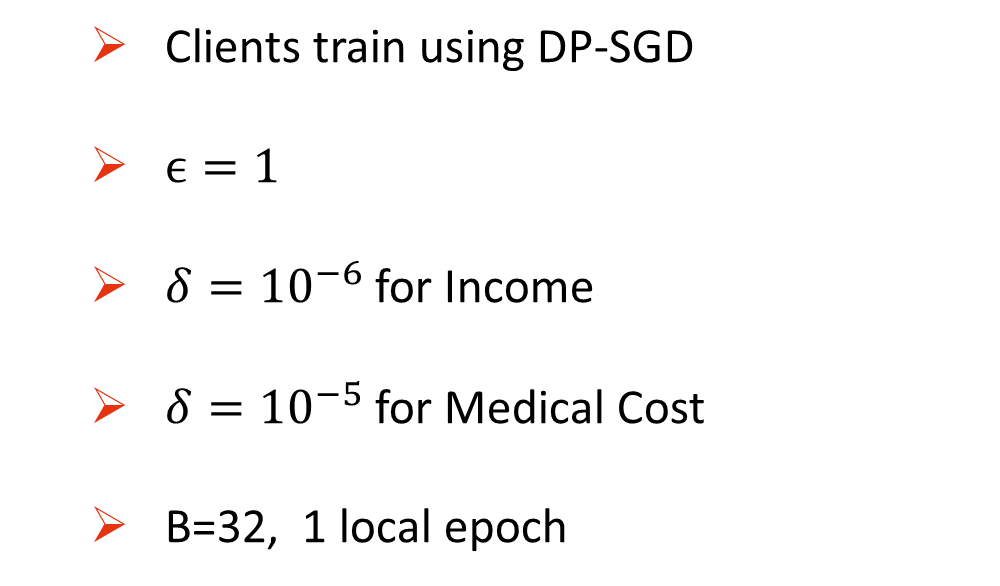 Clients train using DP-SGD
ϵ = 1
𝛿 = 10⁻⁶ for Income
𝛿 = 10⁻⁵ for Medical Cost
B=32, 1 local epoch